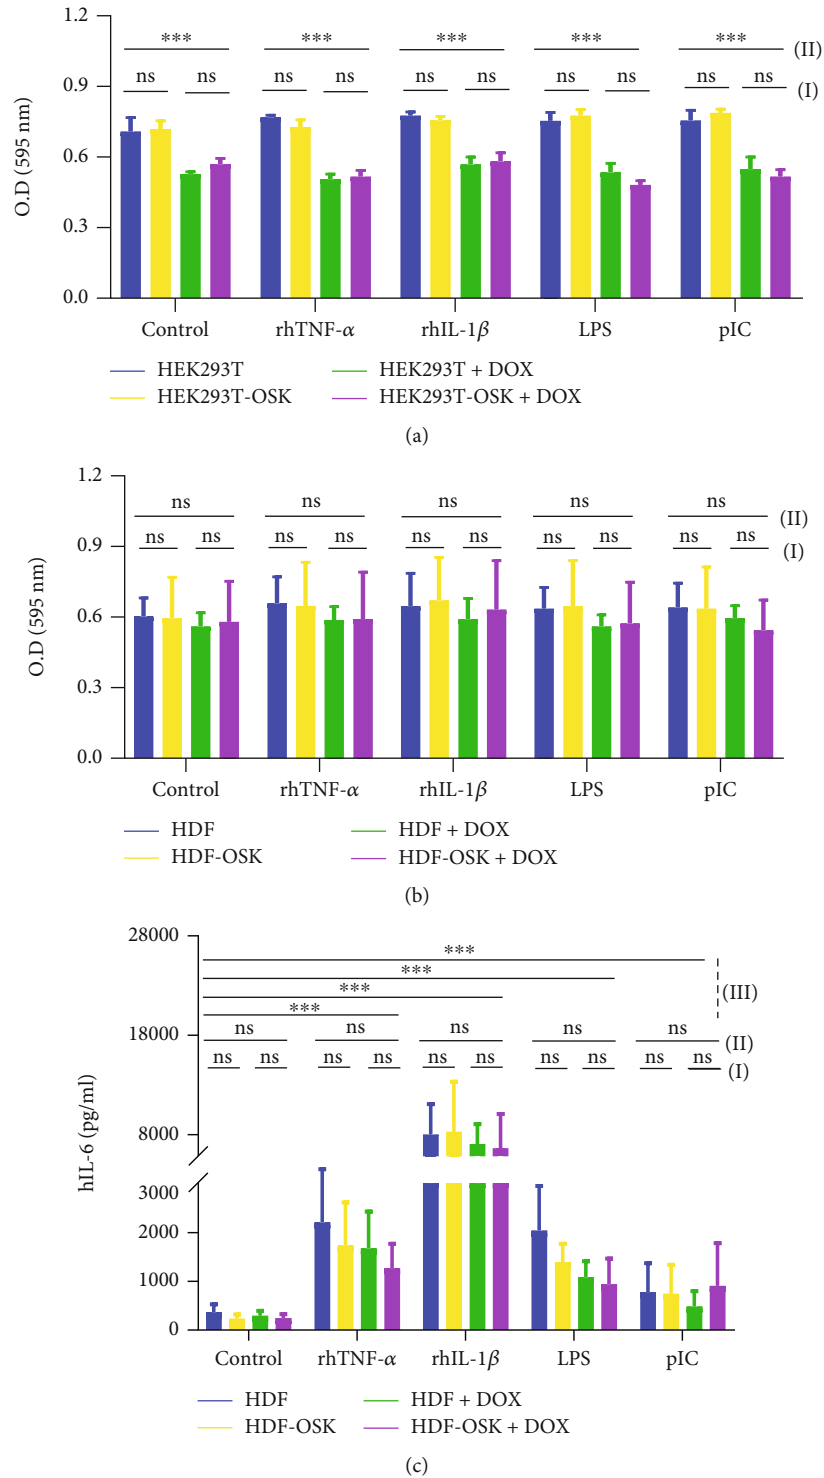 1.2
*** *** *** *** *** (II)
0.9
ns ns ns ns ns ns ns ns ns ns (I)
0.6
O.D (595 nm)
0.3
0.0
Control rhTNF-α rhIL-1β LPS pIC
HEK293T HEK293T + DOX
HEK293T-OSK HEK293T-OSK + DOX
(a)
1.2
ns ns ns ns ns (II)
0.9
ns ns ns ns ns ns ns ns ns ns (I)
0.6
O.D (595 nm)
0.3
0.0
Control rhTNF-α rhIL-1β LPS pIC
HDF HDF + DOX
HDF-OSK HDF-OSK + DOX
(b)
28000
***
***
*** (III)
***
18000
ns ns ns ns ns (II)
ns ns ns ns ns ns ns ns ns ns (I)
hIL-6 (pg/ml)
8000
3000
2000
1000
0
Control rhTNF-α rhIL-1β LPS pIC
HDF HDF + DOX
HDF-OSK HDF-OSK + DOX
(c)